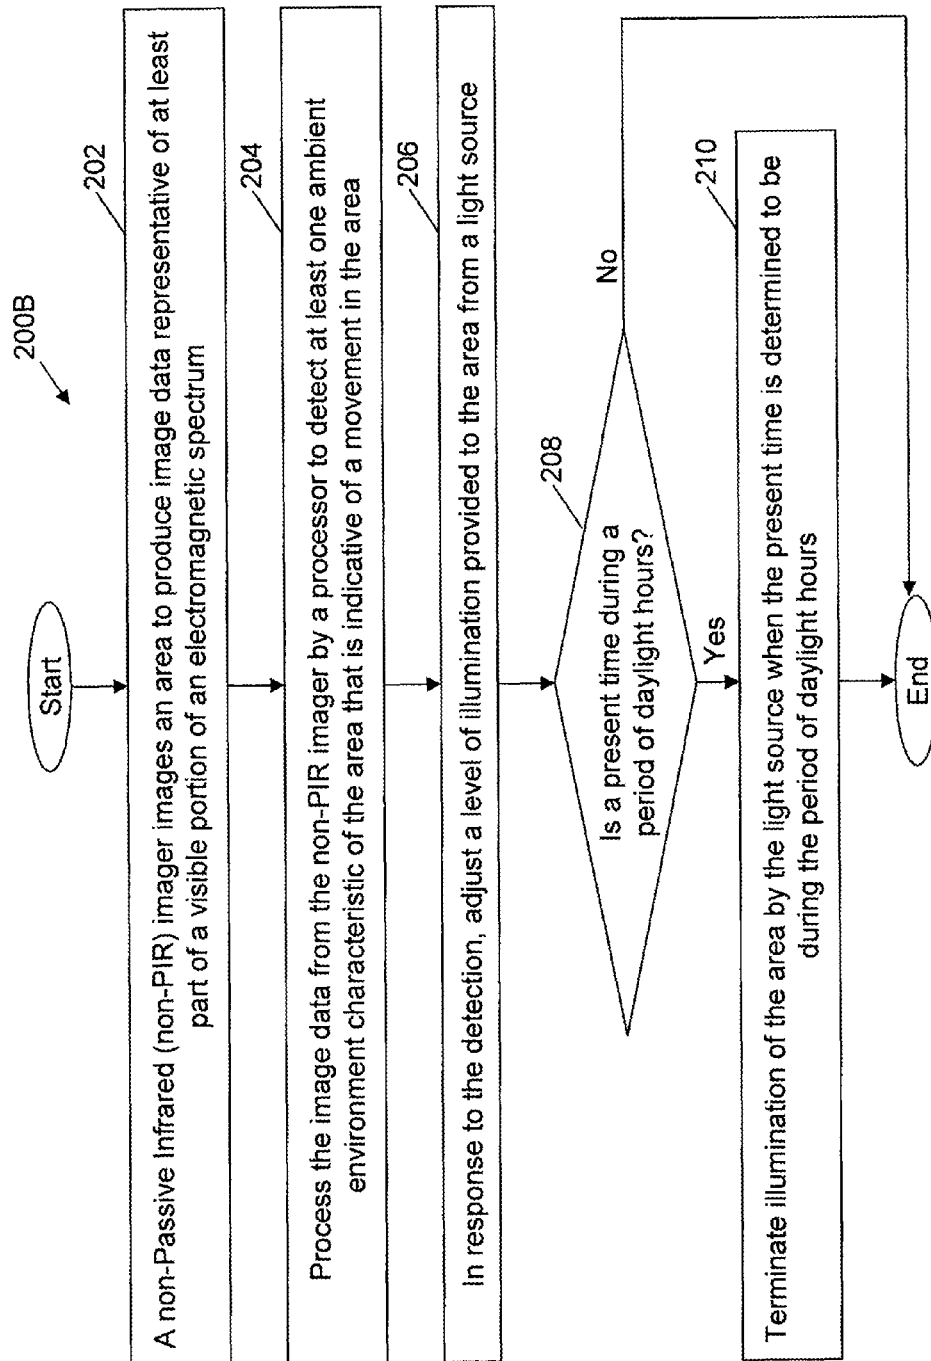 200B
Start
202
A non-Passive Infrared (non-PIR) imager images an area to produce image data representative of at least
part of a visible portion of an electromagnetic spectrum
204
Process the image data from the non-PIR imager by a processor to detect at least one ambient
environment characteristic of the area that is indicative of a movement in the area
206
In response to the detection, adjust a level of illumination provided to the area from a light source
208
Is a present time during a
period of daylight hours?
No
Yes
210
Terminate illumination of the area by the light source when the present time is determined to be
during the period of daylight hours
End